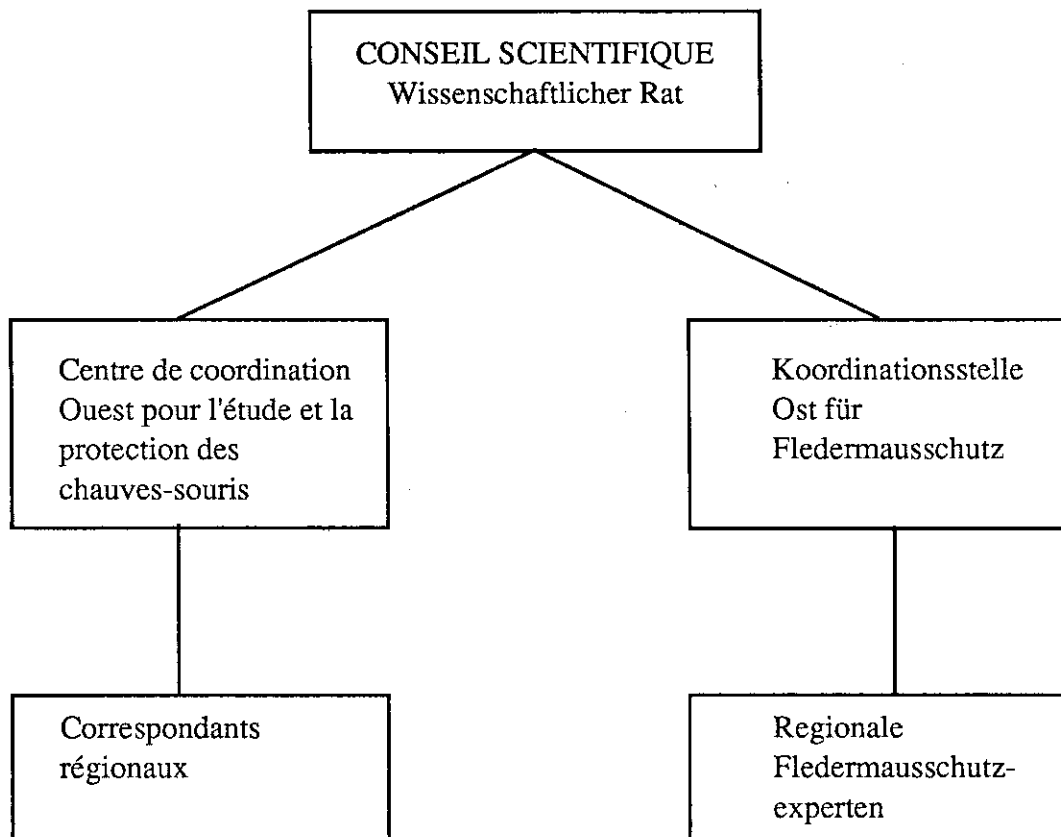 CONSEIL SCIENTIFIQUE
Wissenschaftlicher Rat
Centre de coordination
Ouest pour l'étude et la
protection des
chauves-souris
Koordinationsstelle
Ost für
Fledermausschutz
Correspondants
régionaux
Regionale
Fledermausschutz-
experten